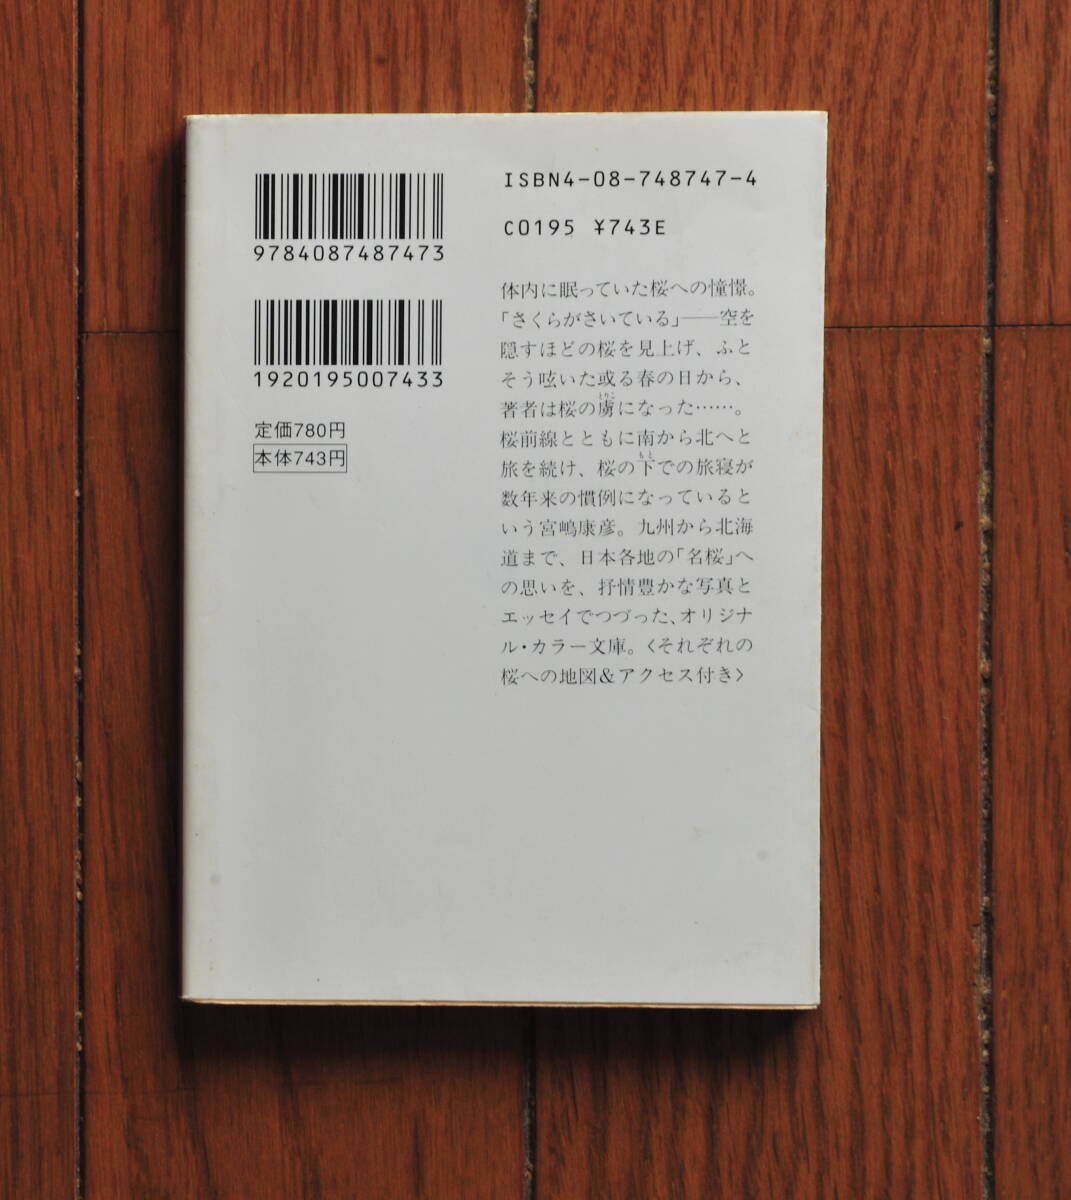 9784087487473
1920195007433
定価780円
本体743円
ISBN4-08-748747-4
C0195 ¥743E
体内に眠っていた桜への憧憬。
「さくらがさいている」――空を
隠すほどの桜を見上げ、ふと
そう呟いた或る春の日から、
著者は桜の虜になった……。
桜前線とともに南から北へと
旅を続け、桜の下での旅寝が
数年来の慣例になっていると
いう宮嶋康彦。九州から北海
道まで、日本各地の「名桜」へ
の思いを、抒情豊かな写真と
エッセイでつづった、オリジナ
ル・カラー文庫。〈それぞれの
桜への地図&アクセス付き〉